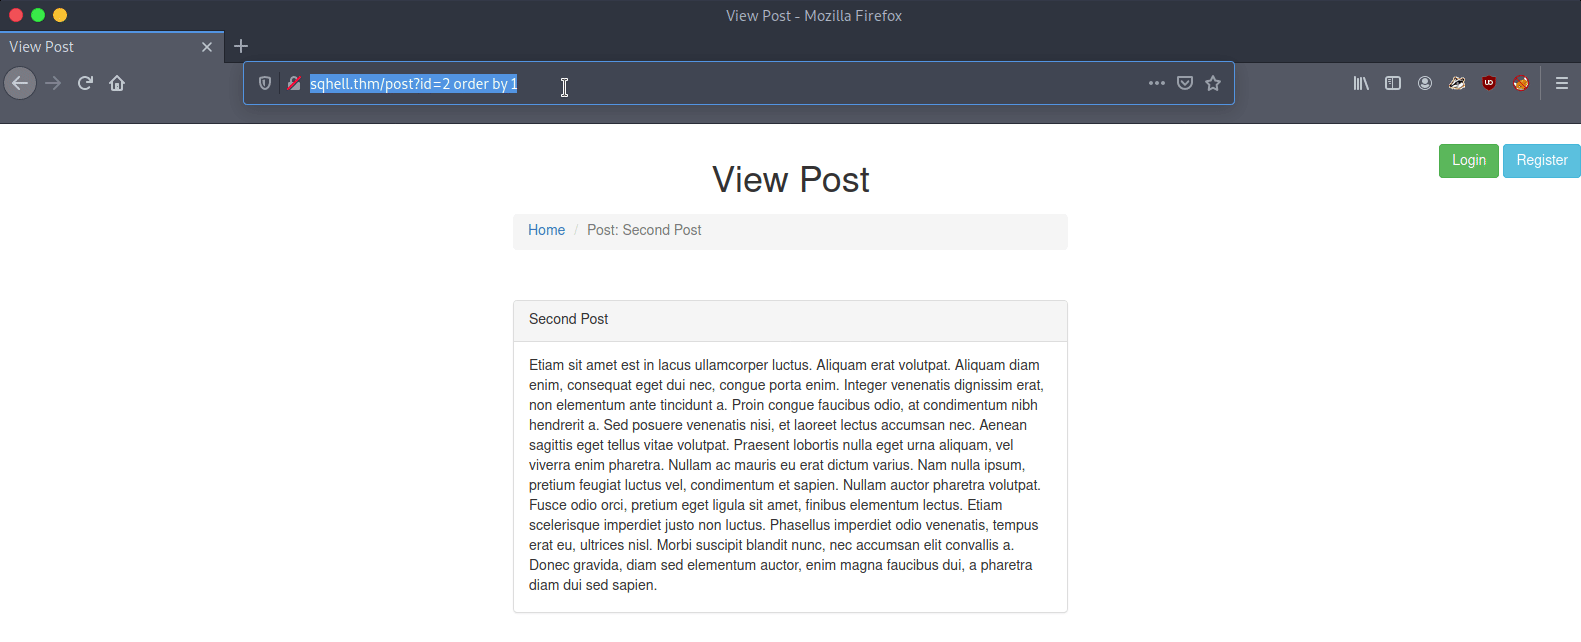 View Post - Mozilla Firefox
View Post
sqhell.thm/post?id=2 order by 1
Login Register
View Post
Home / Post: Second Post
Second Post
Etiam sit amet est in lacus ullamcorper luctus. Aliquam erat volutpat. Aliquam diam
enim, consequat eget dui nec, congue porta enim. Integer venenatis dignissim erat,
non elementum ante tincidunt a. Proin congue faucibus odio, at condimentum nibh
hendrerit a. Sed posuere venenatis nisi, et laoreet lectus accumsan nec. Aenean
sagittis eget tellus vitae volutpat. Praesent lobortis nulla eget urna aliquam, vel
viverra enim pharetra. Nullam ac mauris eu erat dictum varius. Nam nulla ipsum,
pretium feugiat luctus vel, condimentum et sapien. Nullam auctor pharetra volutpat.
Fusce odio orci, pretium eget ligula sit amet, finibus elementum lectus. Etiam
scelerisque imperdiet justo non luctus. Phasellus imperdiet odio venenatis, tempus
erat eu, ultrices nisl. Morbi suscipit blandit nunc, nec accumsan elit convallis a.
Donec gravida, diam sed elementum auctor, enim magna faucibus dui, a pharetra
diam dui sed sapien.